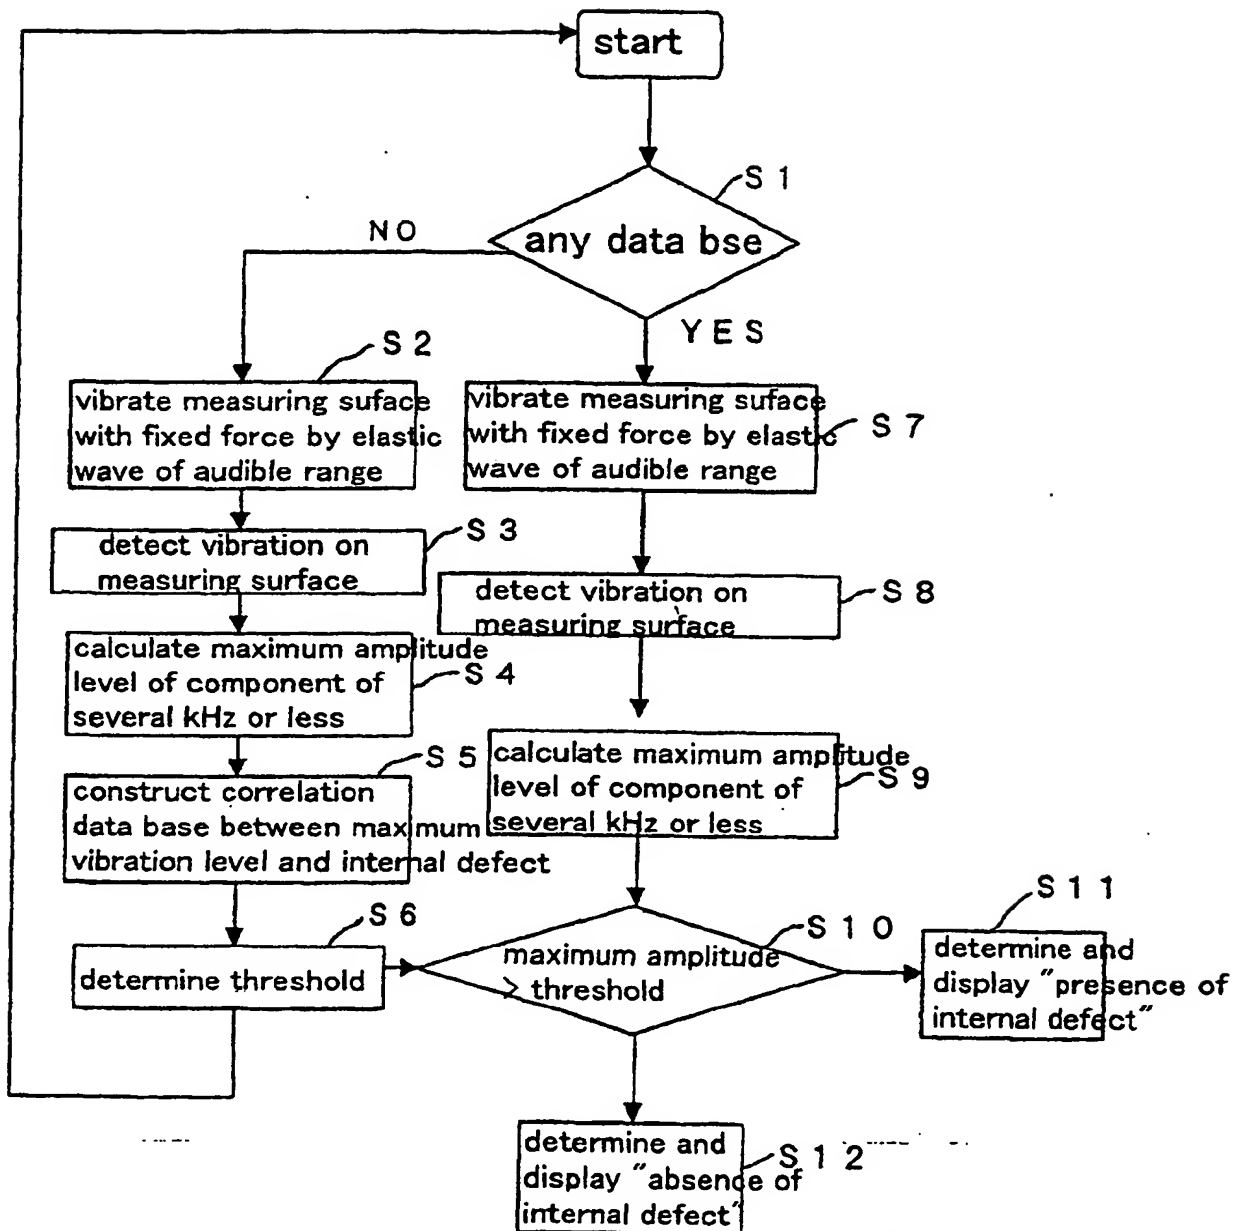 start
S 1
any data bse
NO
YES
S 2
vibrate measuring suface
with fixed force by elastic
wave of audible range
S 3
detect vibration on
measuring surface
S 4
calculate maximum amplitude
level of component of
several kHz or less
S 5
construct correlation
data base between maximum
vibration level and internal defect
S 6
determine threshold
S 7
vibrate measuring suface
with fixed force by elastic
wave of audible range
S 8
detect vibration on
measuring surface
S 9
calculate maximum amplitude
level of component of
several kHz or less
S 1 0
maximum amplitude
> threshold
S 1 1
determine and
display "presence of
internal defect"
S 1 2
determine and
display "absence of
internal defect"